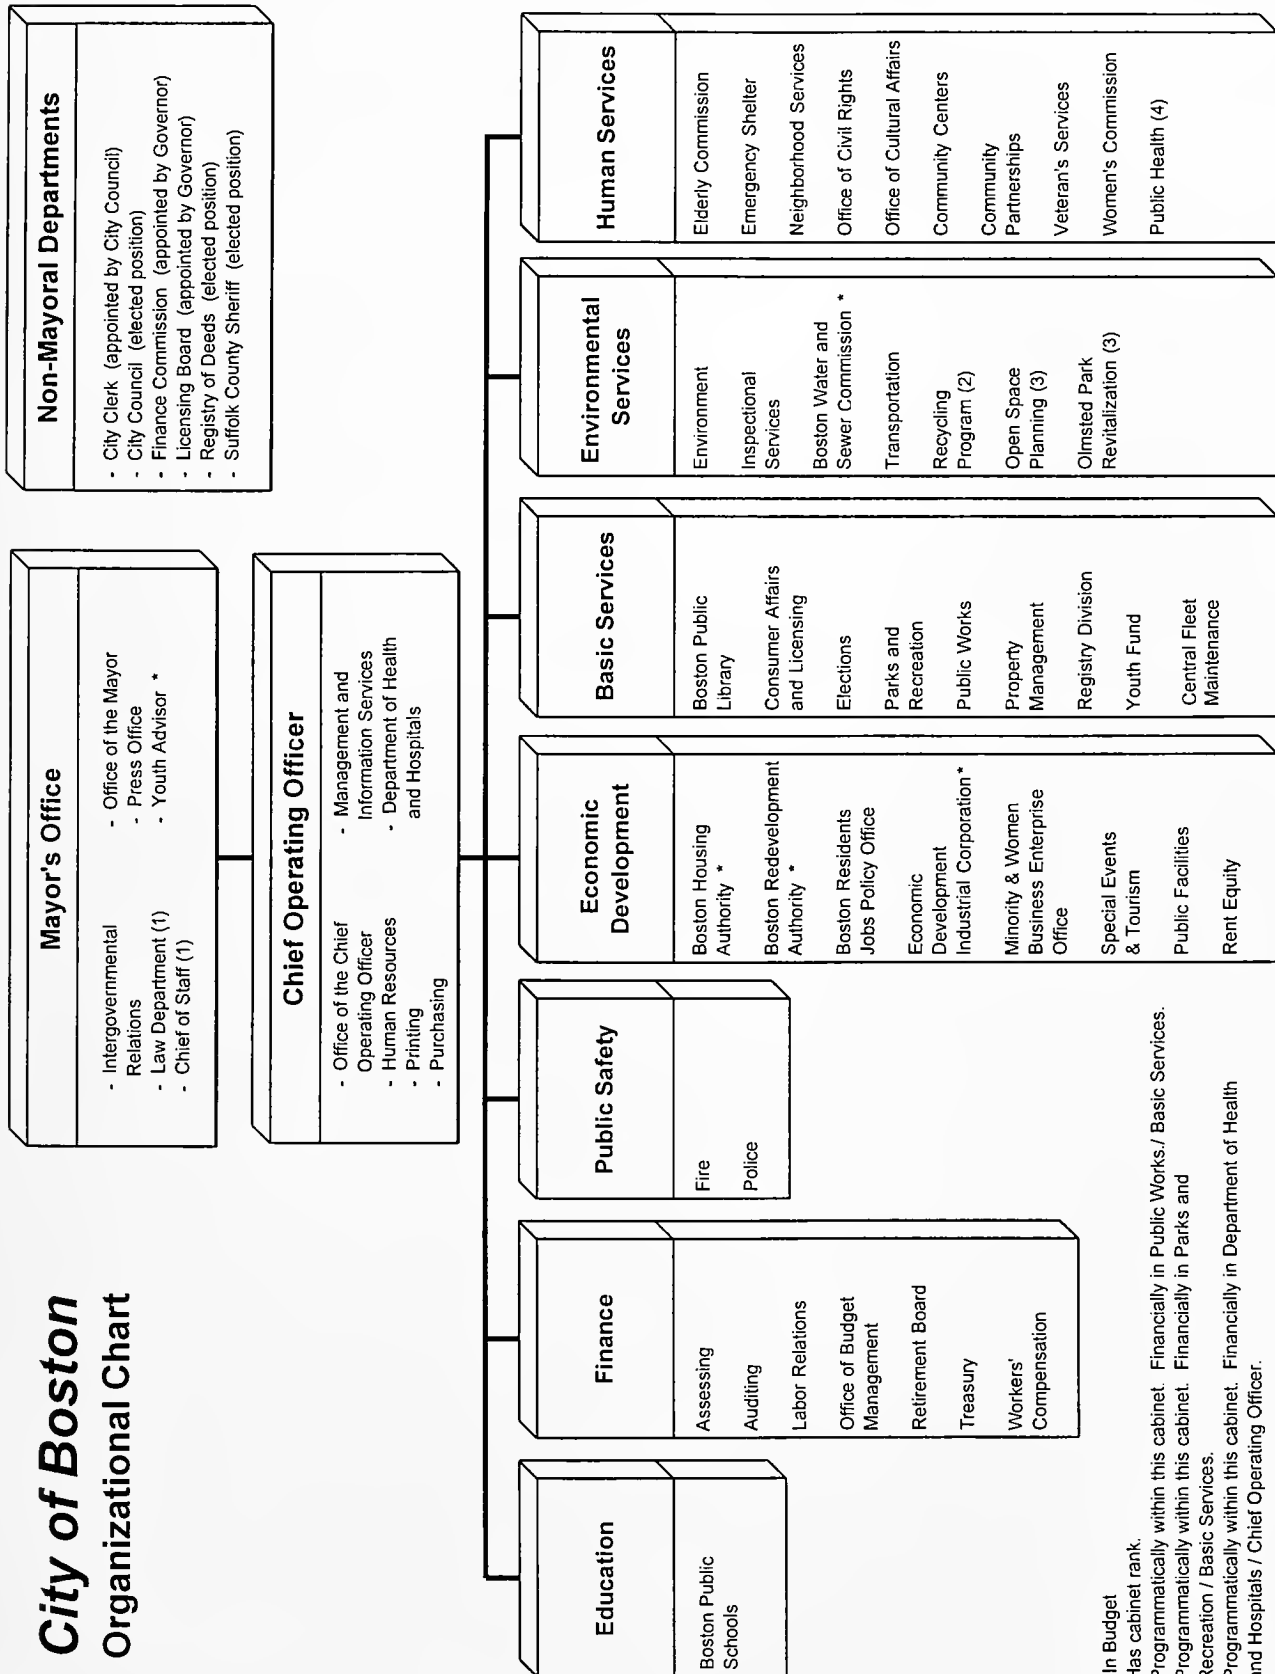 City of Boston
Organizational Chart
Mayor's Office
- Intergovernmental
Relations
- Law Department (1)
- Chief of Staff (1)
- Office of the Mayor
- Press Office
- Youth Advisor *
Non-Mayoral Departments
- City Clerk (appointed by City Council)
- City Council (elected position)
- Finance Commission (appointed by Governor)
- Licensing Board (appointed by Governor)
- Registry of Deeds (elected position)
- Suffolk County Sheriff (elected position)
Chief Operating Officer
- Office of the Chief
Operating Officer
- Human Resources
- Printing
- Purchasing
- Management and
Information Services
- Department of Health
and Hospitals
Education
Boston Public
Schools
Finance
Assessing
Auditing
Labor Relations
Office of Budget
Management
Retirement Board
Treasury
Workers'
Compensation
Public Safety
Fire
Police
Economic
Development
Boston Housing
Authority *
Boston Redevelopment
Authority *
Boston Residents
Jobs Policy Office
Economic
Development
Industrial Corporation *
Minority & Women
Business Enterprise
Office
Special Events
& Tourism
Public Facilities
Rent Equity
Basic Services
Boston Public
Library
Consumer Affairs
and Licensing
Elections
Parks and
Recreation
Public Works
Property
Management
Registry Division
Youth Fund
Central Fleet
Maintenance
Environmental
Services
Environment
Inspectional
Services
Boston Water and
Sewer Commission *
Transportation
Recycling
Program (2)
Open Space
Planning (3)
Olmsted Park
Revitalization (3)
Human Services
Elderly Commission
Emergency Shelter
Neighborhood Services
Office of Civil Rights
Office of Cultural Affairs
Community Centers
Community
Partnerships
Veteran's Services
Women's Commission
Public Health (4)
In Budget
Has cabinet rank.
Programmatically within this cabinet. Financially in Public Works./ Basic Services.
Programmatically within this cabinet. Financially in Parks and
Recreation / Basic Services.
Programmatically within this cabinet. Financially in Department of Health
and Hospitals / Chief Operating Officer.